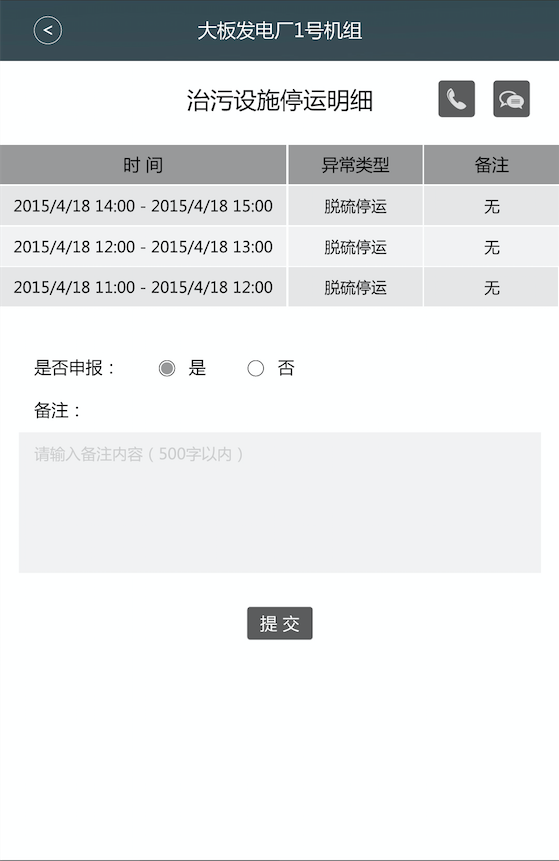 < 大板发电厂1号机组
治污设施停运明细
时 间 异常类型 备注
2015/4/18 14:00 - 2015/4/18 15:00 脱硫停运 无
2015/4/18 12:00 - 2015/4/18 13:00 脱硫停运 无
2015/4/18 11:00 - 2015/4/18 12:00 脱硫停运 无
是否申报： 是 否
备注：
请输入备注内容（500字以内）
提 交